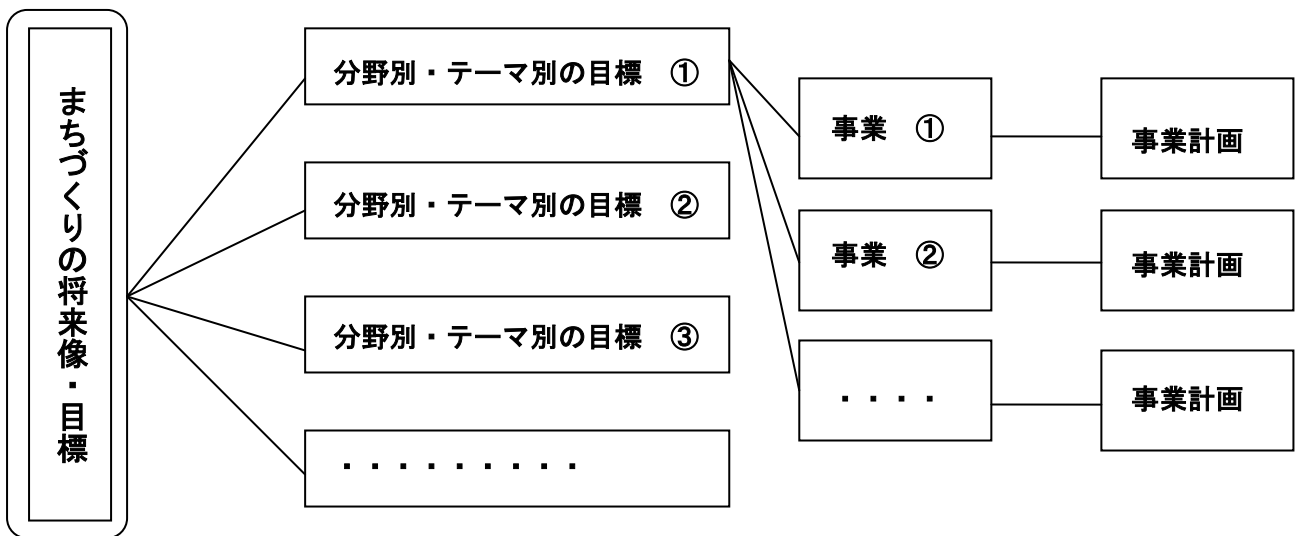 まちづくりの将来像・目標
分野別・テーマ別の目標　①
分野別・テーマ別の目標　②
分野別・テーマ別の目標　③
・・・・・・・・・
事業　①
事業　②
・・・・
事業計画
事業計画
事業計画